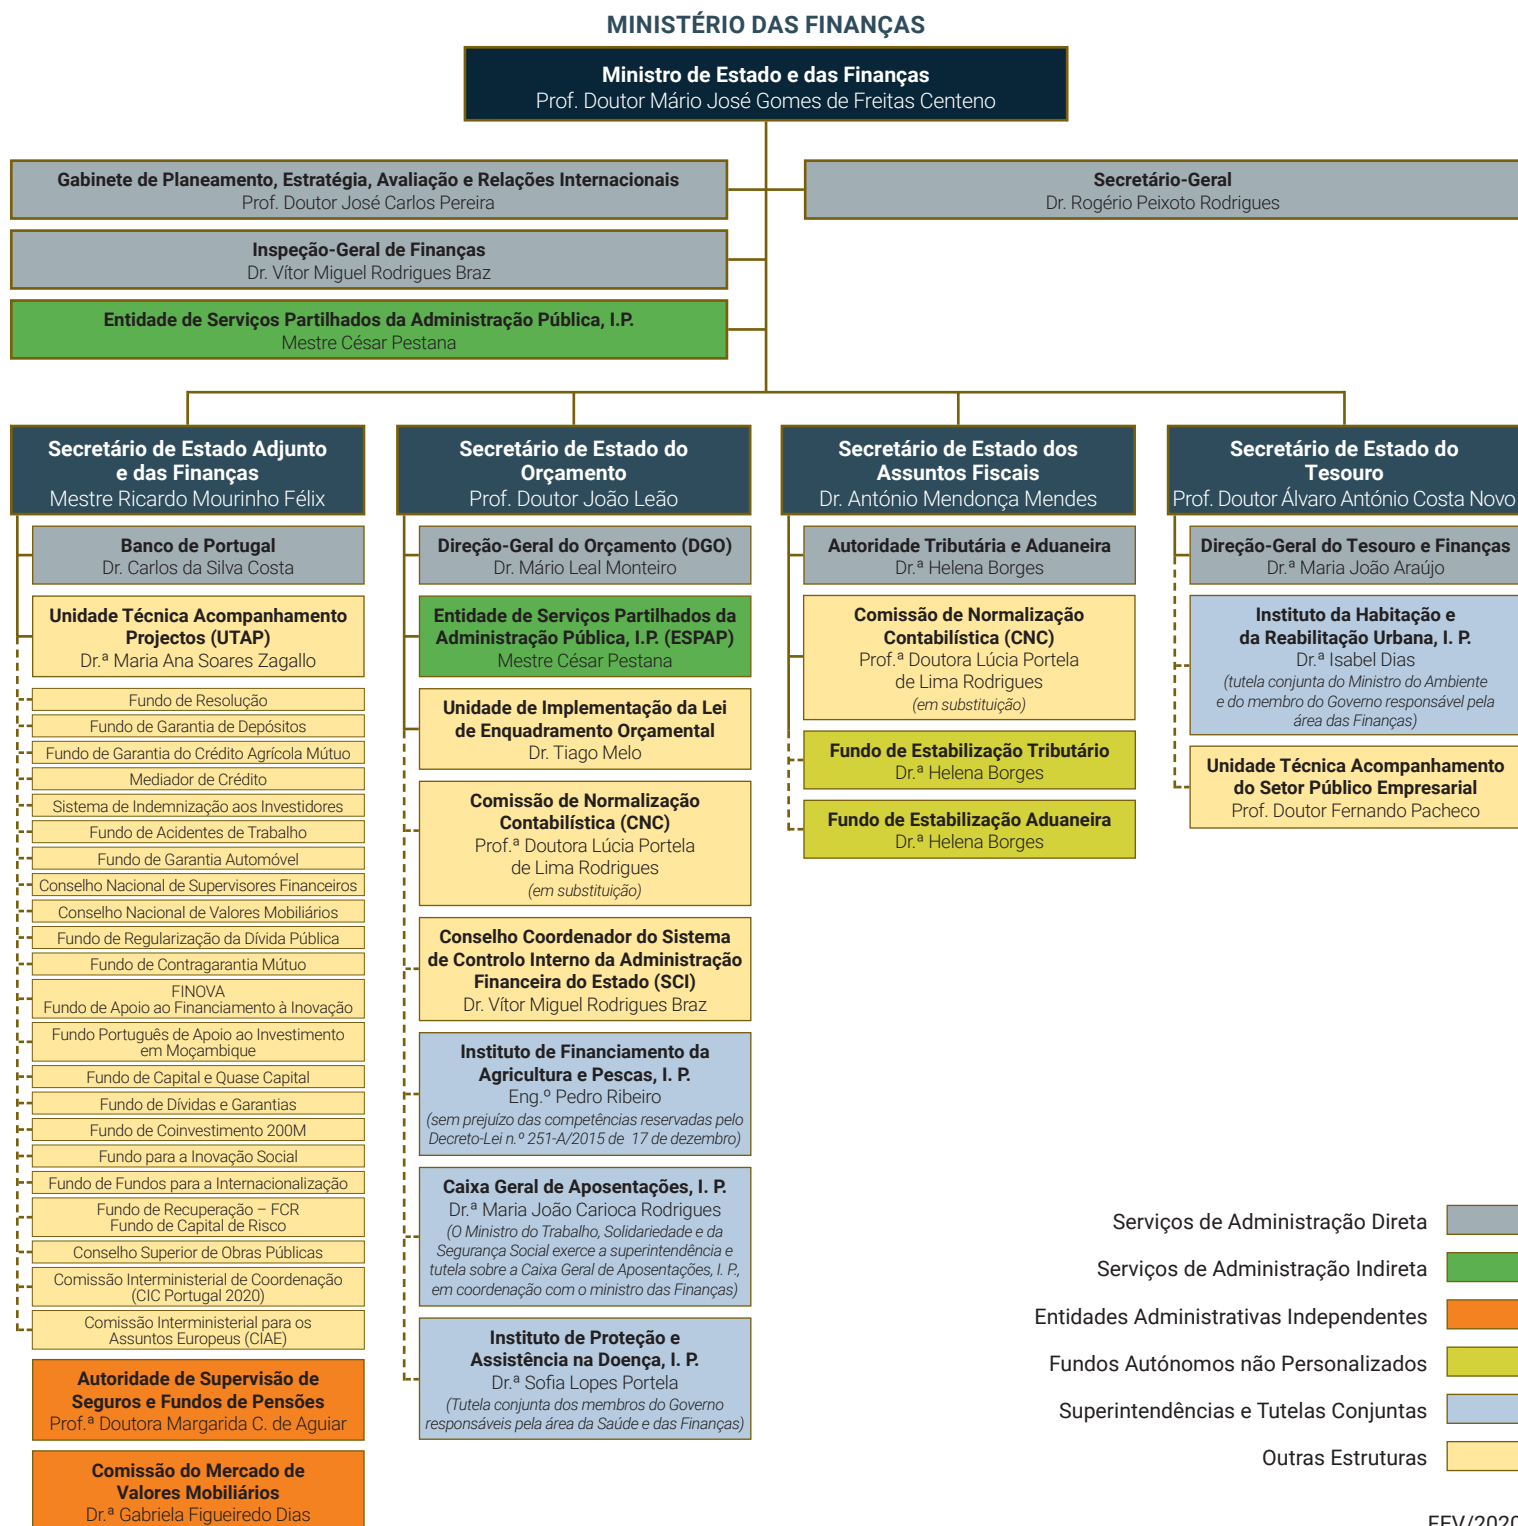 MINISTÉRIO DAS FINANÇAS
Ministro de Estado e das Finanças
Prof. Doutor Mário José Gomes de Freitas Centeno
Gabinete de Planeamento, Estratégia, Avaliação e Relações Internacionais
Prof. Doutor José Carlos Pereira
Secretário-Geral
Dr. Rogério Peixoto Rodrigues
Inspeção-Geral de Finanças
Dr. Vítor Miguel Rodrigues Braz
Entidade de Serviços Partilhados da Administração Pública, I.P.
Mestre César Pestana
Secretário de Estado Adjunto
e das Finanças
Mestre Ricardo Mourinho Félix
Banco de Portugal
Dr. Carlos da Silva Costa
Unidade Técnica Acompanhamento
Projectos (UTAP)
Dr.ª Maria Ana Soares Zagallo
Fundo de Resolução
Fundo de Garantia de Depósitos
Fundo de Garantia do Crédito Agrícola Mútuo
Mediador de Crédito
Sistema de Indemnização aos Investidores
Fundo de Acidentes de Trabalho
Fundo de Garantia Automóvel
Conselho Nacional de Supervisores Financeiros
Conselho Nacional de Valores Mobiliários
Fundo de Regularização da Dívida Pública
Fundo de Contragarantia Mútuo
FINOVA
Fundo de Apoio ao Financiamento à Inovação
Fundo Português de Apoio ao Investimento
em Moçambique
Fundo de Capital e Quase Capital
Fundo de Dívidas e Garantias
Fundo de Coinvestimento 200M
Fundo para a Inovação Social
Fundo de Fundos para a Internacionalização
Fundo de Recuperação – FCR
Fundo de Capital de Risco
Conselho Superior de Obras Públicas
Comissão Interministerial de Coordenação
(CIC Portugal 2020)
Comissão Interministerial para os
Assuntos Europeus (CIAE)
Autoridade de Supervisão de
Seguros e Fundos de Pensões
Prof.ª Doutora Margarida C. de Aguiar
Comissão do Mercado de
Valores Mobiliários
Dr.ª Gabriela Figueiredo Dias
Secretário de Estado do
Orçamento
Prof. Doutor João Leão
Direção-Geral do Orçamento (DGO)
Dr. Mário Leal Monteiro
Entidade de Serviços Partilhados da
Administração Pública, I.P. (ESPAP)
Mestre César Pestana
Unidade de Implementação da Lei
de Enquadramento Orçamental
Dr. Tiago Melo
Comissão de Normalização
Contabilística (CNC)
Prof.ª Doutora Lúcia Portela
de Lima Rodrigues
(em substituição)
Conselho Coordenador do Sistema
de Controlo Interno da Administração
Financeira do Estado (SCI)
Dr. Vítor Miguel Rodrigues Braz
Instituto de Financiamento da
Agricultura e Pescas, I. P.
Eng.º Pedro Ribeiro
(sem prejuízo das competências reservadas pelo
Decreto-Lei n.º 251-A/2015 de 17 de dezembro)
Caixa Geral de Aposentações, I. P.
Dr.ª Maria João Carioca Rodrigues
(O Ministro do Trabalho, Solidariedade e da
Segurança Social exerce a superintendência e
tutela sobre a Caixa Geral de Aposentações, I. P.,
em coordenação com o ministro das Finanças)
Instituto de Proteção e
Assistência na Doença, I. P.
Dr.ª Sofia Lopes Portela
(Tutela conjunta dos membros do Governo
responsáveis pela área da Saúde e das Finanças)
Secretário de Estado dos
Assuntos Fiscais
Dr. António Mendonça Mendes
Autoridade Tributária e Aduaneira
Dr.ª Helena Borges
Comissão de Normalização
Contabilística (CNC)
Prof.ª Doutora Lúcia Portela
de Lima Rodrigues
(em substituição)
Fundo de Estabilização Tributário
Dr.ª Helena Borges
Fundo de Estabilização Aduaneira
Dr.ª Helena Borges
Secretário de Estado do
Tesouro
Prof. Doutor Álvaro António Costa Novo
Direção-Geral do Tesouro e Finanças
Dr.ª Maria João Araújo
Instituto da Habitação e
da Reabilitação Urbana, I. P.
Dr.ª Isabel Dias
(tutela conjunta do Ministro do Ambiente
e do membro do Governo responsável pela
área das Finanças)
Unidade Técnica Acompanhamento
do Setor Público Empresarial
Prof. Doutor Fernando Pacheco
Serviços de Administração Direta
Serviços de Administração Indireta
Entidades Administrativas Independentes
Fundos Autónomos não Personalizados
Superintendências e Tutelas Conjuntas
Outras Estruturas
FEV/2020